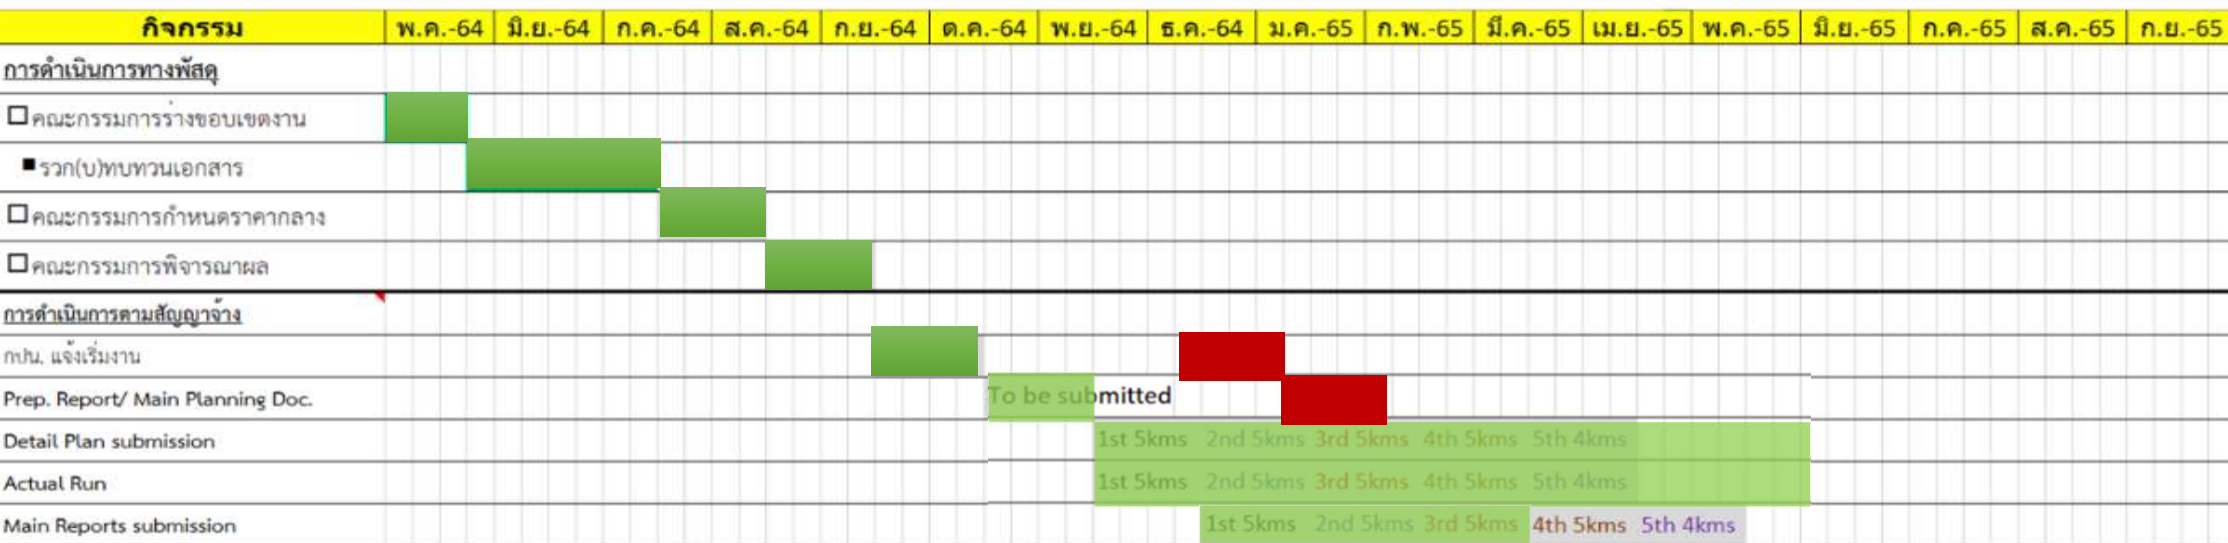 กิจกรรม พ.ค.-64 มิ.ย.-64 ก.ค.-64 ส.ค.-64 ก.ย.-64 ต.ค.-64 พ.ย.-64 ธ.ค.-64 ม.ค.-65 ก.พ.-65 มี.ค.-65 เม.ย.-65 พ.ค.-65 มิ.ย.-65 ก.ค.-65 ส.ค.-65 ก.ย.-65
การดำเนินการทางพัสดุ
คณะกรรมการร่างขอบเขตงาน
รวก(บ)ทบทวนเอกสาร
คณะกรรมการกำหนดราคากลาง
คณะกรรมการพิจารณาผล
การดำเนินการตามสัญญาจ้าง
กปน. แจ้งเริ่มงาน
Prep. Report/ Main Planning Doc. To be submitted
Detail Plan submission 1st 5kms 2nd 5kms 3rd 5kms 4th 5kms 5th 4kms
Actual Run 1st 5kms 2nd 5kms 3rd 5kms 4th 5kms 5th 4kms
Main Reports submission 1st 5kms 2nd 5kms 3rd 5kms 4th 5kms 5th 4kms